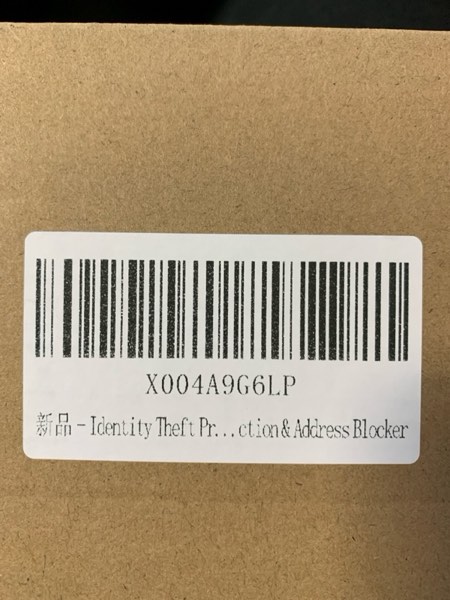 X004A9G6LP
新品 - Identity Theft Pr...ction & Address Blocker